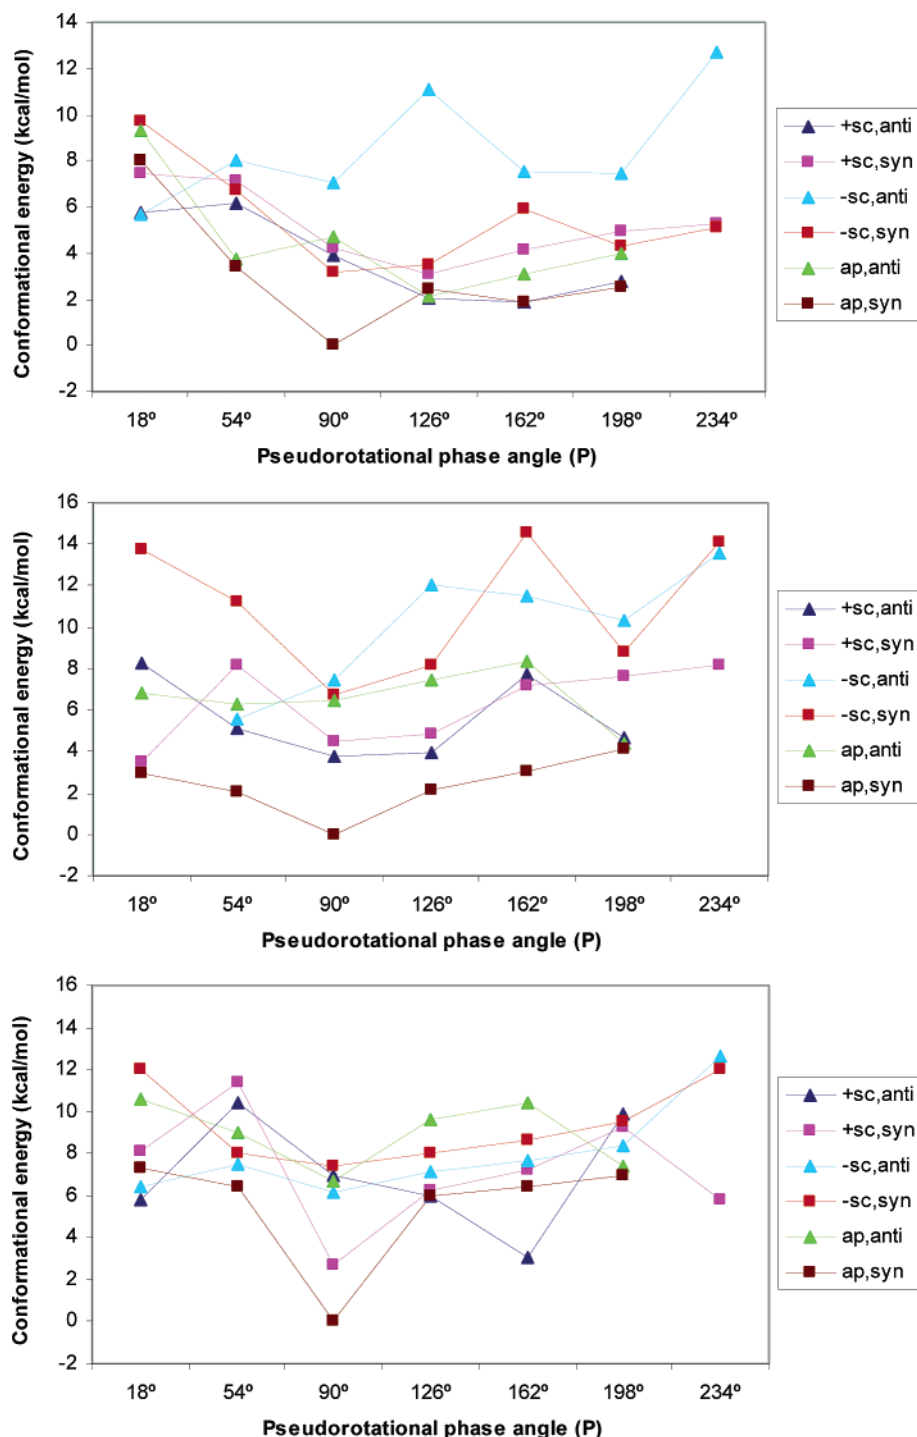 14
12
10
8
6
4
2
0
-2
Conformational energy (kcal/mol)
18º 54º 90º 126º 162º 198º 234º
Pseudorotational phase angle (P)
+sc,anti
+sc,syn
-sc,anti
-sc,syn
ap,anti
ap,syn
16
14
12
10
8
6
4
2
0
-2
Conformational energy (kcal/mol)
18º 54º 90º 126º 162º 198º 234º
Pseudorotational phase angle (P)
+sc,anti
+sc,syn
-sc,anti
-sc,syn
ap,anti
ap,syn
16
14
12
10
8
6
4
2
0
-2
Conformational energy (kcal/mol)
18º 54º 90º 126º 162º 198º 234º
Pseudorotational phase angle (P)
+sc,anti
+sc,syn
-sc,anti
-sc,syn
ap,anti
ap,syn